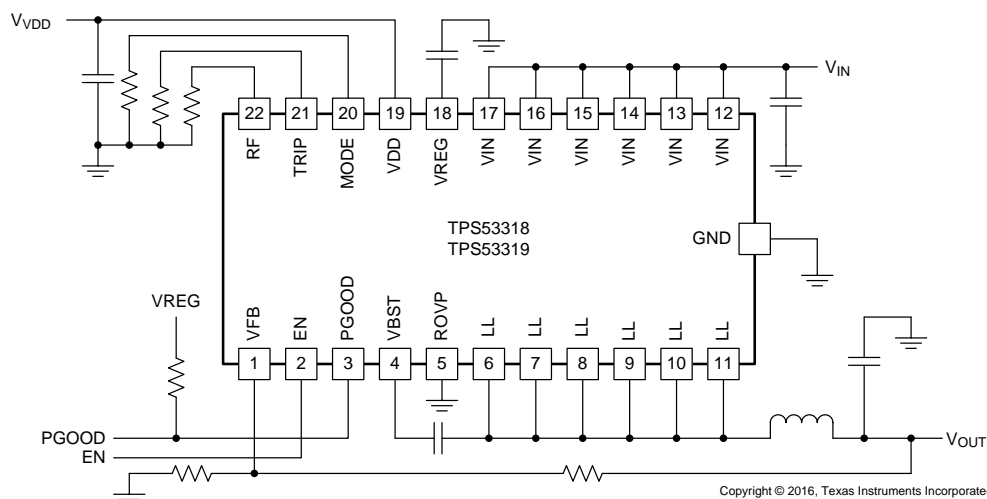 VVDD
VIN
22 21 20 19 18 17 16 15 14 13 12
RF TRIP MODE VDD VREG VIN VIN VIN VIN VIN VIN
TPS53318
TPS53319
GND
VREG
VFB EN PGOOD VBST ROVP LL LL LL LL LL LL
1 2 3 4 5 6 7 8 9 10 11
PGOOD
EN
VOUT
Copyright © 2016, Texas Instruments Incorporate